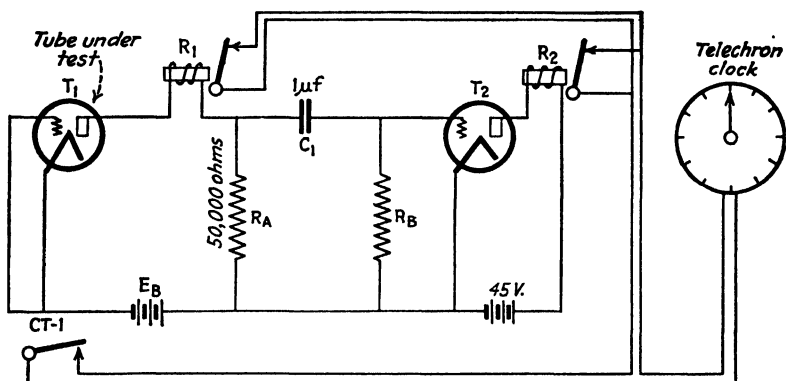 Tube under
test
T1
R1
1µf
C1
T2
R2
Telechron
clock
50,000 ohms
RA
RB
EB
45 V.
CT-1